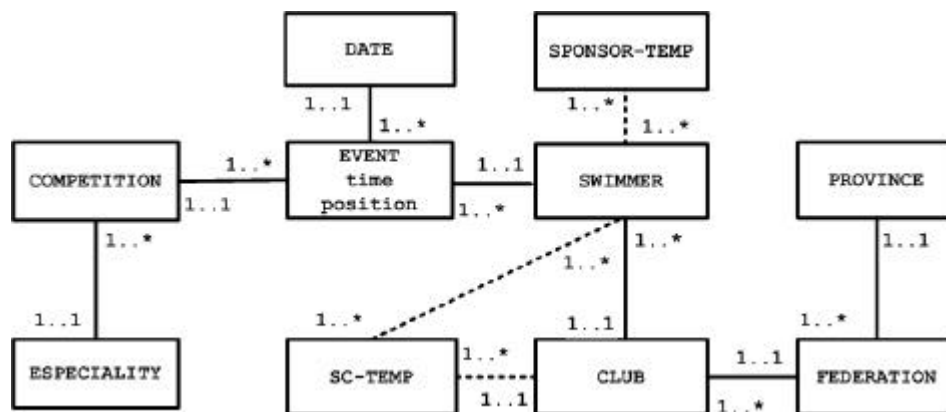 DATE
SPONSOR-TEMP
1..1
1..*
1..*
1..*
COMPETITION
1..*
1..1
EVENT
time
position
1..1
1..*
SWIMMER
PROVINCE
1..*
1..*
1..*
1..1
1..1
1..*
1..1
1..*
ESPECIALITY
SC-TEMP
1..*
1..1
CLUB
1..1
1..*
FEDERATION